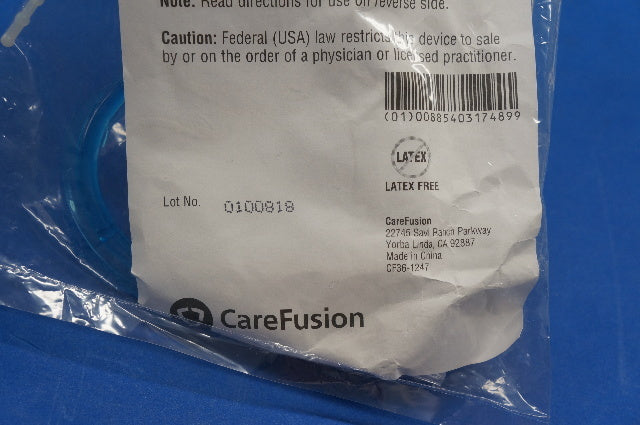 Note: Read directions for use on reverse side.
Caution: Federal (USA) law restricts this device to sale
by or on the order of a physician or licensed practitioner.
(01)00885403174899
LATEX
LATEX FREE
Lot No. 0100818
CareFusion
22745 Savi Ranch Parkway
Yorba Linda, CA 92887
Made in China
CF36-1247
CareFusion